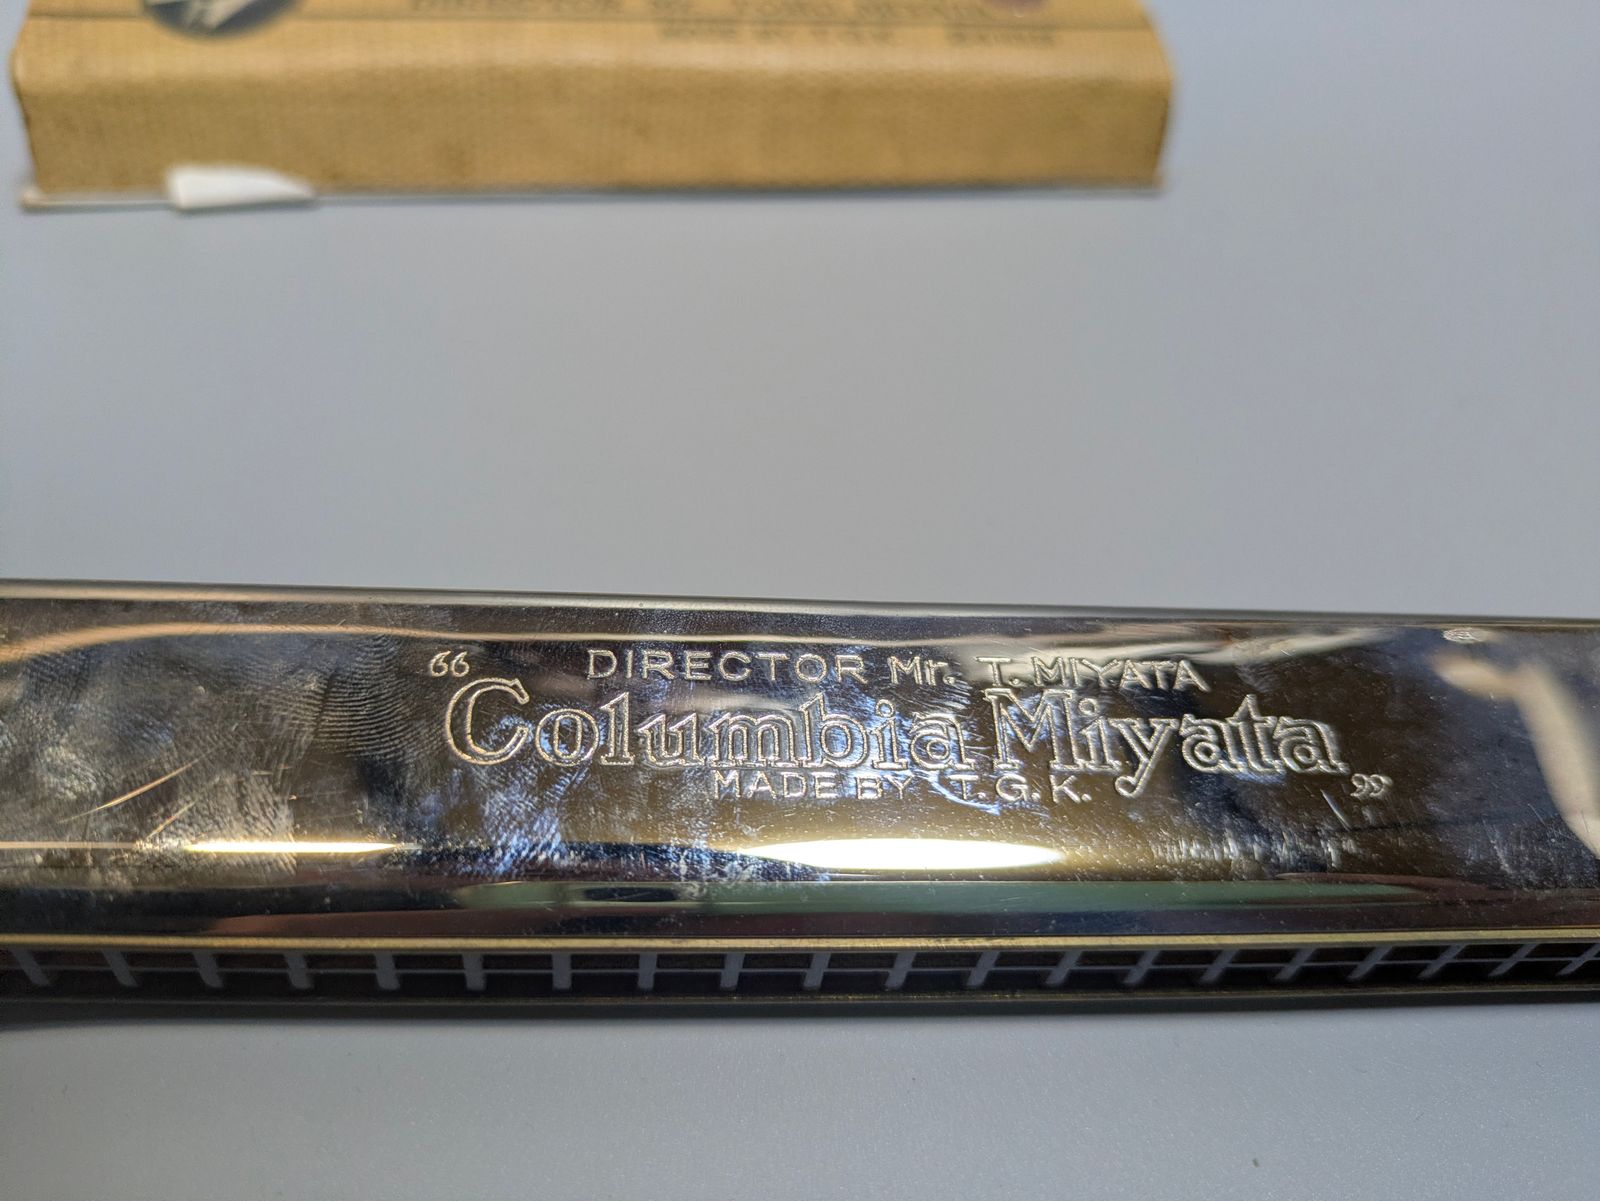 “ DIRECTOR Mr. T. MIYATA
Columbia Miyata „
MADE BY T.G.K.